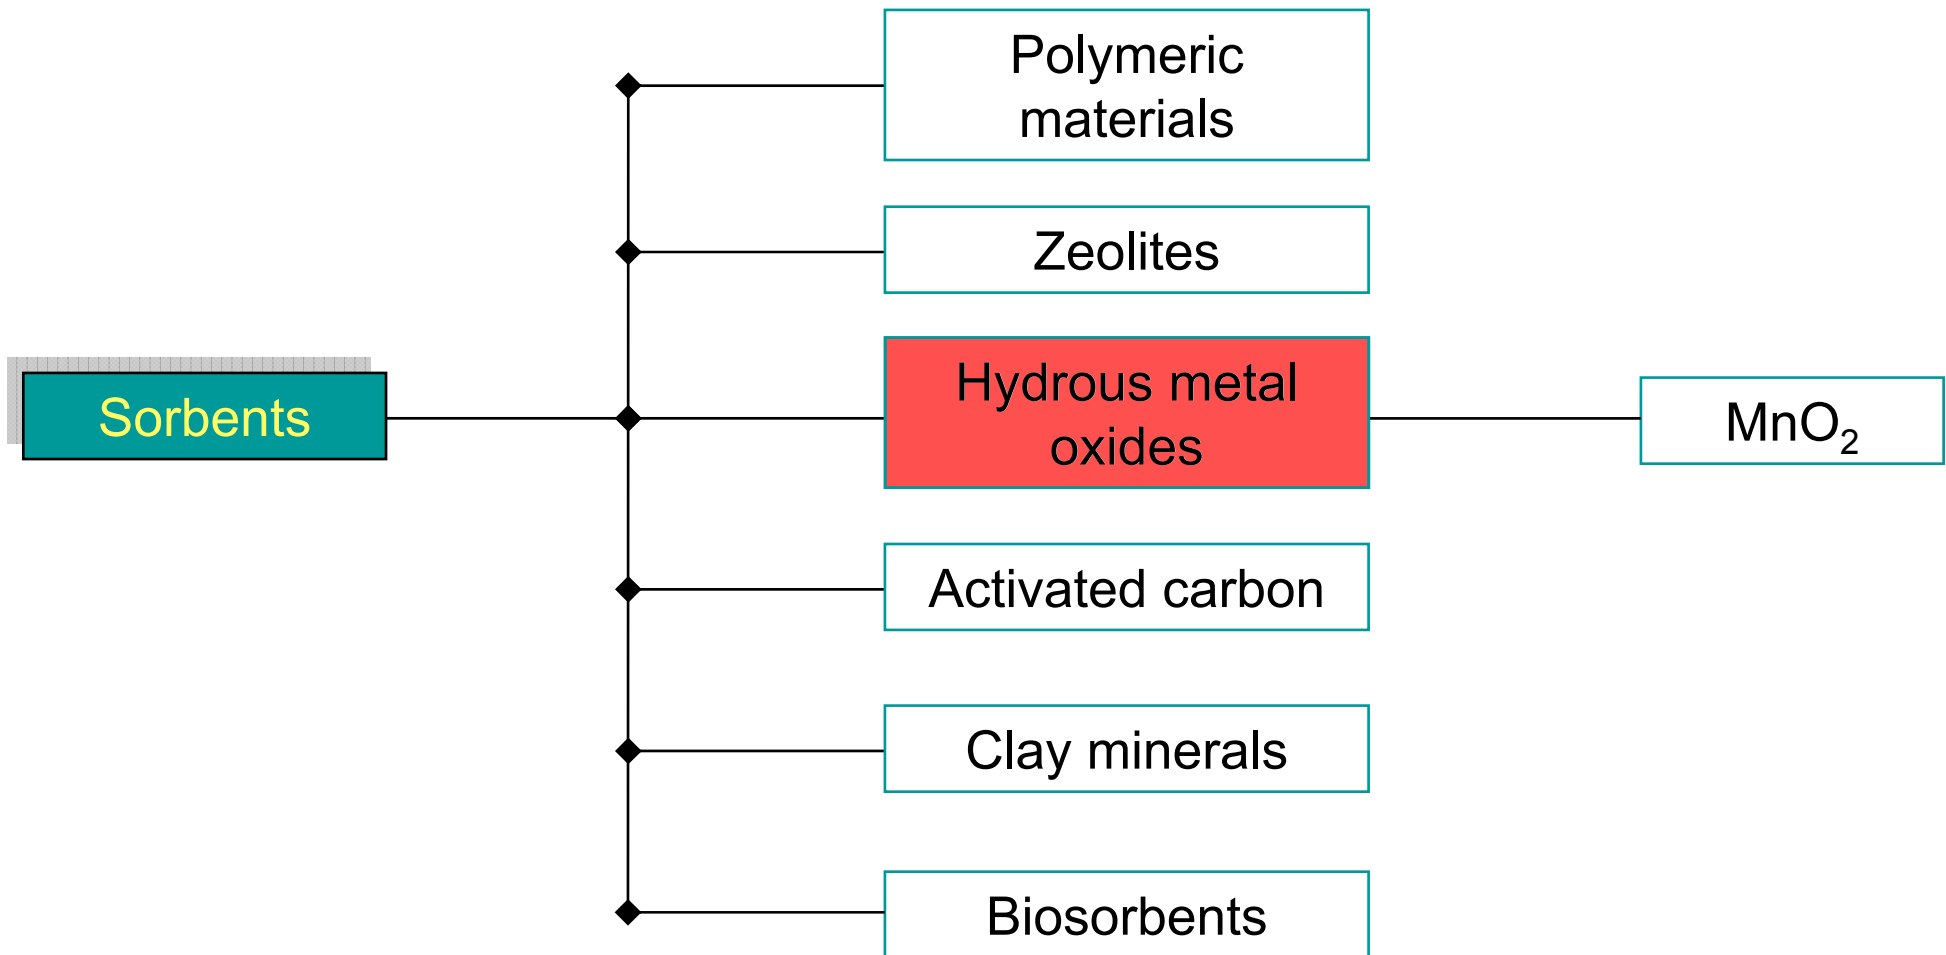 Polymeric
materials
Zeolites
Sorbents
Hydrous metal
oxides
MnO₂
Activated carbon
Clay minerals
Biosorbents